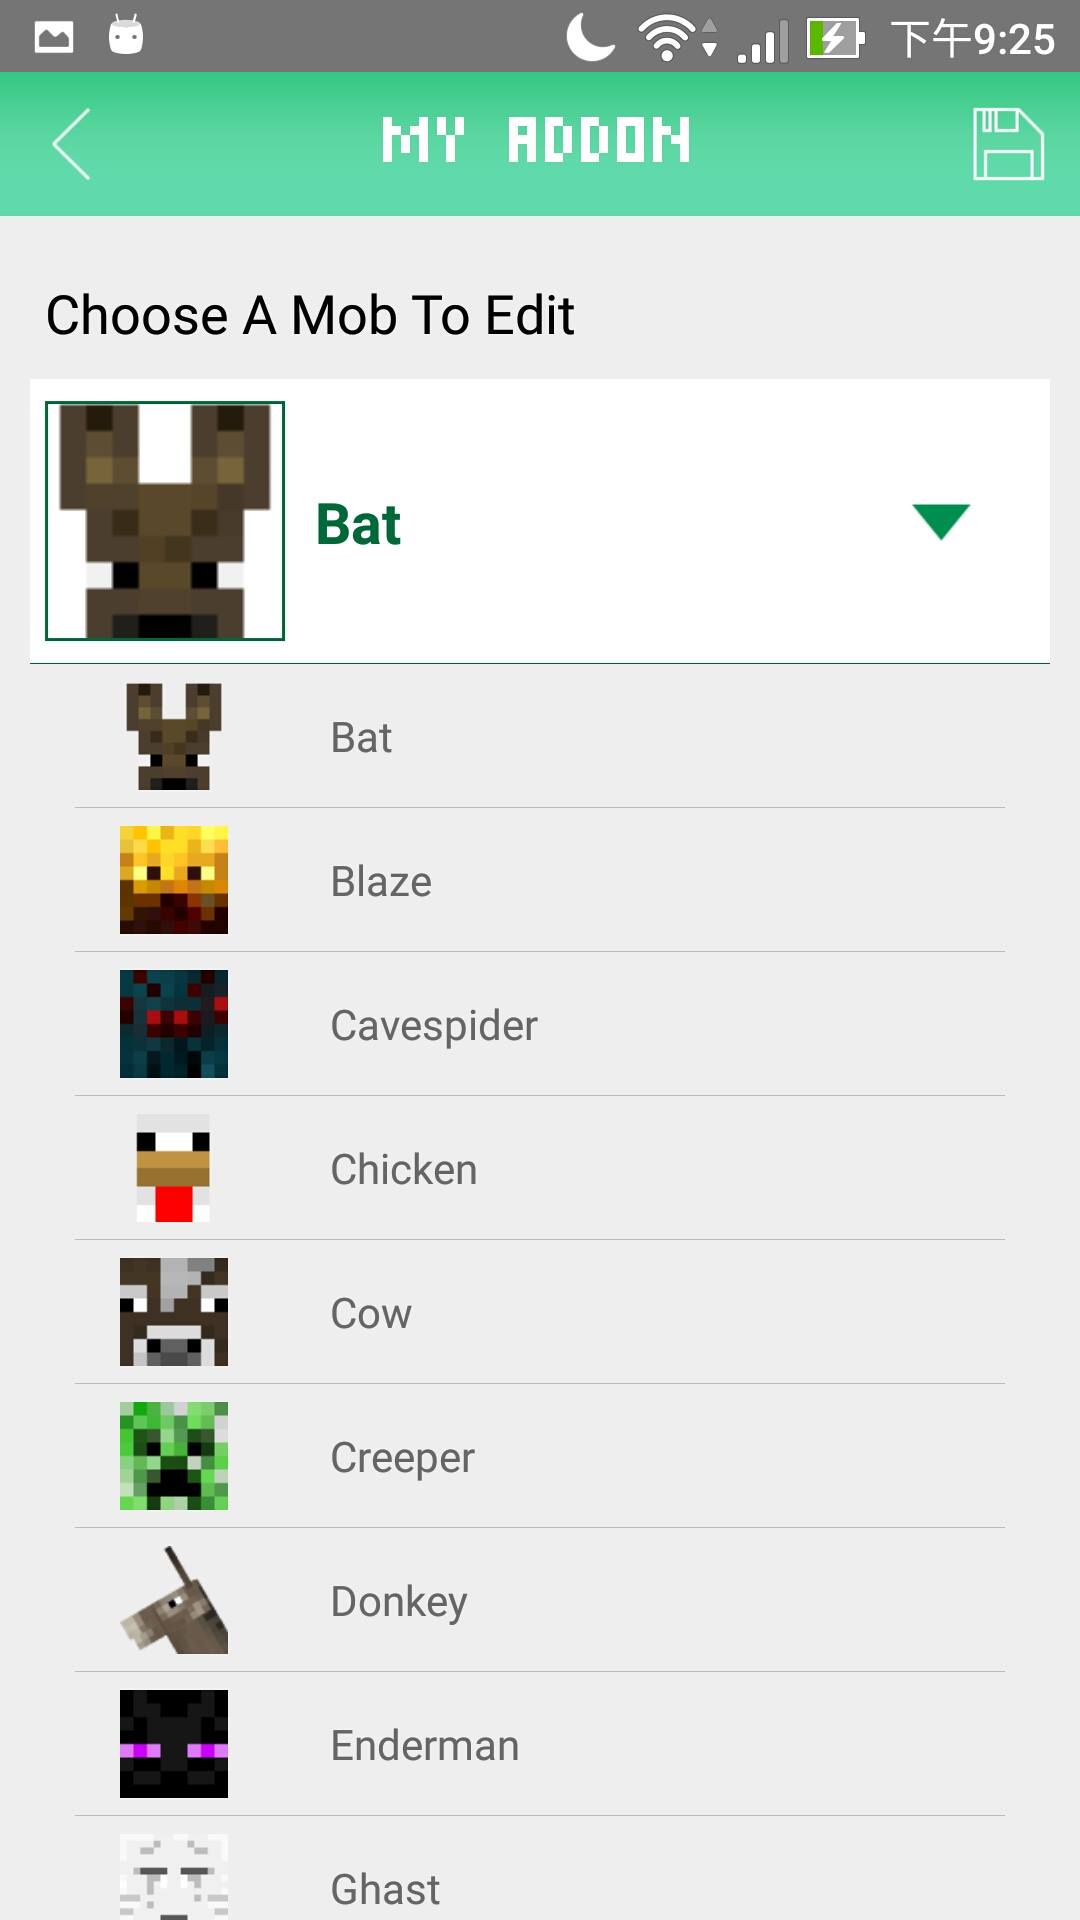 下午9:25
MY ADDON
Choose A Mob To Edit
Bat
Bat
Blaze
Cavespider
Chicken
Cow
Creeper
Donkey
Enderman
Ghast